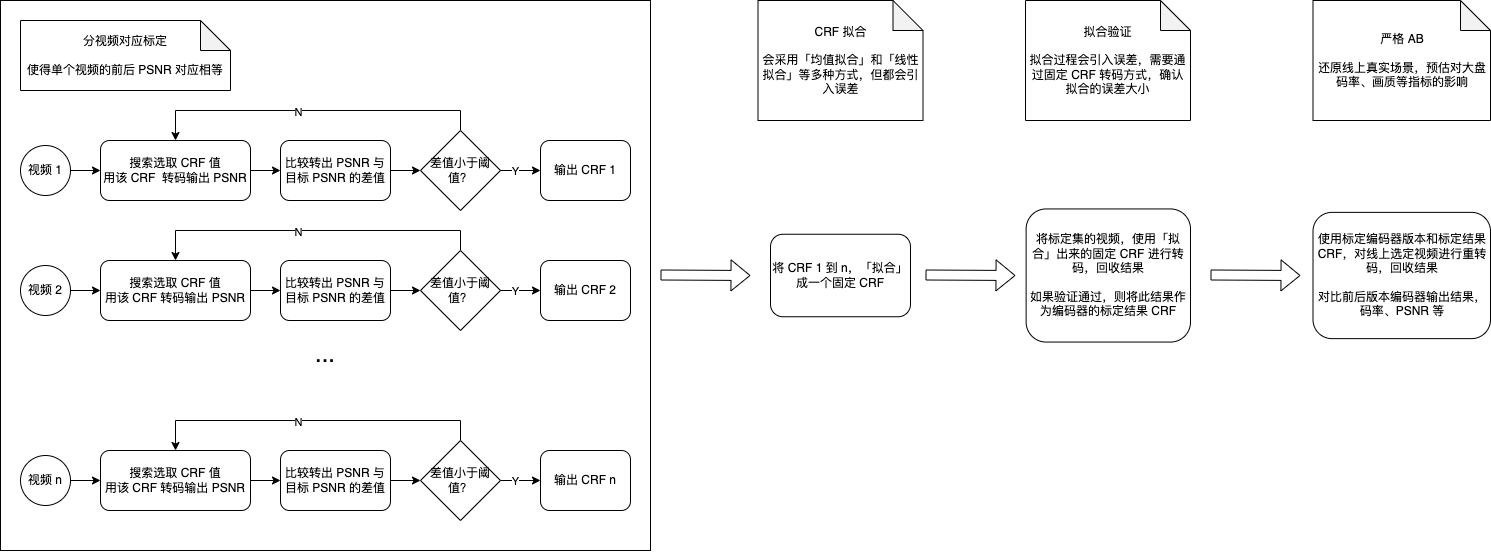 分视频对应标定
使得单个视频的前后 PSNR 对应相等
N
视频 1
搜索选取 CRF 值
用该 CRF 转码输出 PSNR
比较转出 PSNR 与
目标 PSNR 的差值
差值小于阈
值?
Y
输出 CRF 1
N
视频 2
搜索选取 CRF 值
用该 CRF 转码输出 PSNR
比较转出 PSNR 与
目标 PSNR 的差值
差值小于阈
值?
Y
输出 CRF 2
...
N
视频 n
搜索选取 CRF 值
用该 CRF 转码输出 PSNR
比较转出 PSNR 与
目标 PSNR 的差值
差值小于阈
值?
Y
输出 CRF n
CRF 拟合
会采用「均值拟合」和「线性
拟合」等多种方式，但都会引
入误差
将 CRF 1 到 n，「拟合」
成一个固定 CRF
拟合验证
拟合过程会引入误差，需要通
过固定 CRF 转码方式，确认
拟合的误差大小
将标定集的视频，使用「拟
合」出来的固定 CRF 进行转
码，回收结果
如果验证通过，则将此结果作
为编码器的标定结果 CRF
严格 AB
还原线上真实场景，预估对大盘
码率、画质等指标的影响
使用标定编码器版本和标定结果
CRF，对线上选定视频进行重转
码，回收结果
对比前后版本编码器输出结果，
码率、PSNR 等